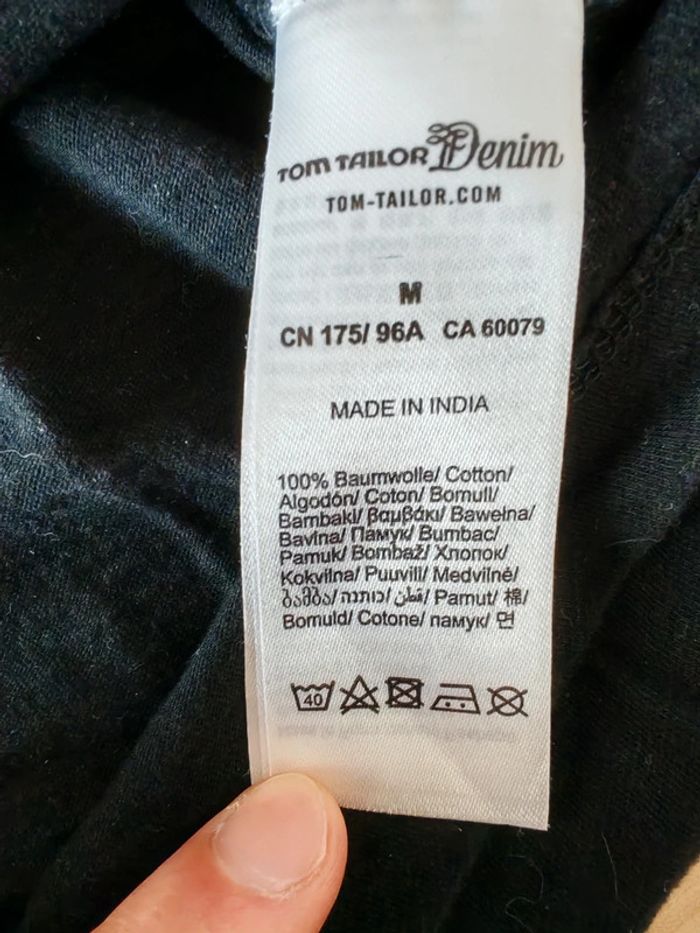 TOM TAILOR Denim
TOM-TAILOR.COM
M
CN 175/ 96A CA 60079
MADE IN INDIA
100% Baumwolle/ Cotton/
Algodón/ Coton/ Bomull/
Bambaki/ βαμβάκι/ Bawełna/
Bavlna/ Памук/ Bumbac/
Pamuk/ Bombaž/ Хлопок/
Kokvilna/ Puuvill/ Medvilnė/
ბამბა/ כותנה/ قطن/ Pamut/ 棉/
Bomuld/ Cotone/ памук/ 면
40